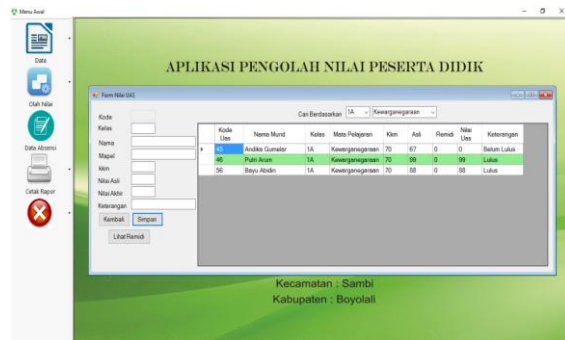 Menu Awal
Data
Olah Nilai
Data Absensi
Cetak Rapor
APLIKASI PENGOLAH NILAI PESERTA DIDIK
Form Nilai UAS
Cari Berdasarkan 1A Kewarganegaraan
Kode
Kelas
Nama
Mapel
kkm
Nilai Asli
Nilai Akhir
Keterangan
Kembali Simpan
Lihat Remidi
Kode Uas Nama Murid Kelas Mata Pelajaran Kkm Asli Remidi Nilai Uas Keterangan
45 Andika Gumelar 1A Kewarganegaraan 70 67 0 0 Belum Lulus
46 Putri Arum 1A Kewarganegaraan 70 99 0 99 Lulus
56 Bayu Abidin 1A Kewarganegaraan 70 88 0 88 Lulus
Kecamatan : Sambi
Kabupaten : Boyolali